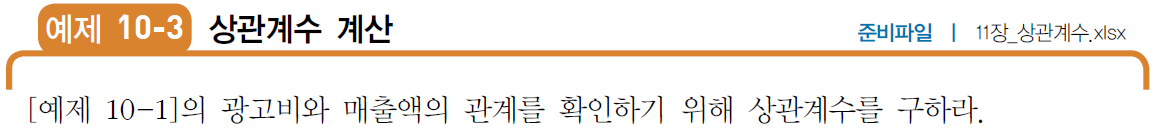 예제 10-3 상관계수 계산 준비파일 | 11장_상관계수.xlsx
[예제 10-1]의 광고비와 매출액의 관계를 확인하기 위해 상관계수를 구하라.